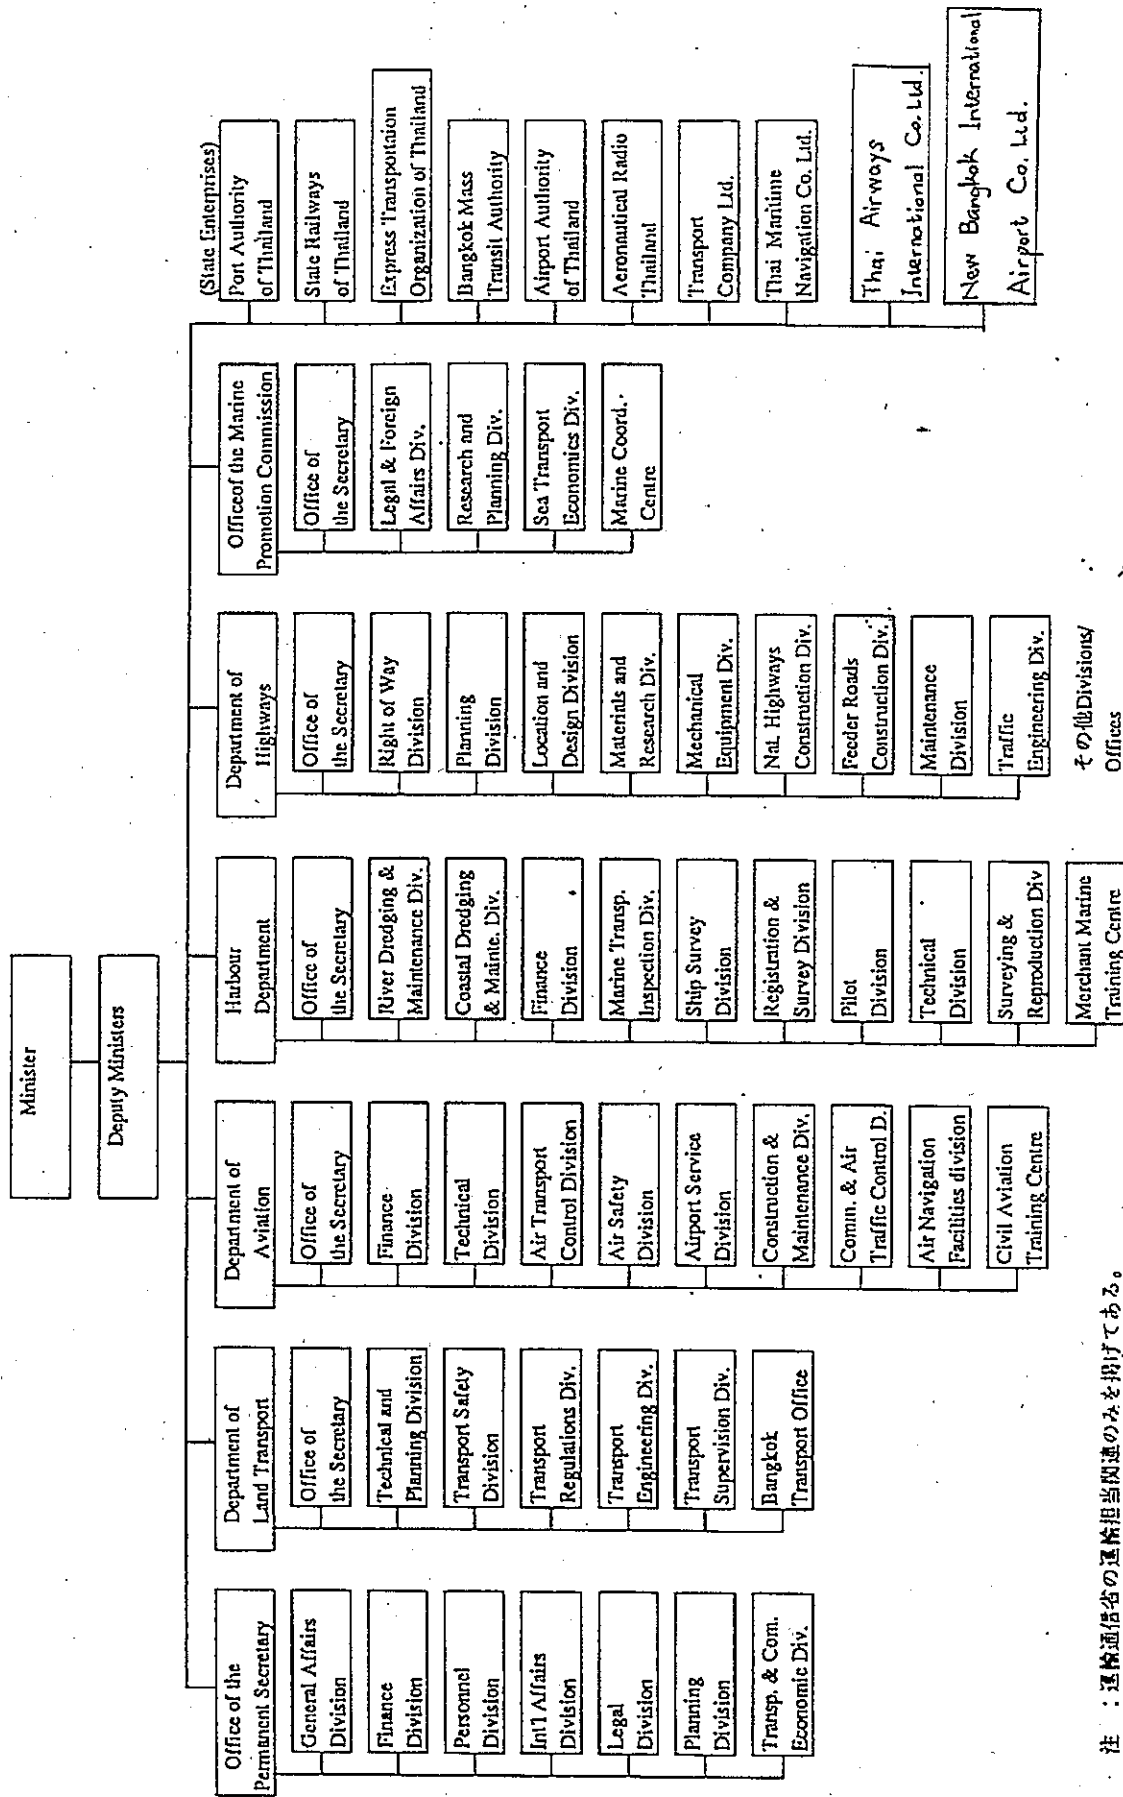 Minister
Deputy Ministers
Office of the
Permanent Secretary
General Affairs
Division
Finance
Division
Personnel
Division
Int'l Affairs
Division
Legal
Division
Planning
Division
Transp. & Com.
Economic Div.
Department of
Land Transport
Office of
the Secretary
Technical and
Planning Division
Transport Safety
Division
Transport
Regulations Div.
Transport
Engineering Div.
Transport
Supervision Div.
Bangkok
Transport Office
Department of
Aviation
Office of
the Secretary
Finance
Division
Technical
Division
Air Transport
Control Division
Air Safety
Division
Airport Service
Division
Construction &
Maintenance Div.
Comm. & Air
Traffic Control D.
Air Navigation
Facilities division
Civil Aviation
Training Centre
Harbour
Department
Office of
the Secretary
River Dredging &
Maintenance Div.
Coastal Dredging
& Mainte. Div.
Finance
Division
Marine Transp.
Inspection Div.
Ship Survey
Division
Registration &
Survey Division
Pilot
Division
Technical
Division
Surveying &
Reproduction Div
Merchant Marine
Training Centre
Department of
Highways
Office of
the Secretary
Right of Way
Division
Planning
Division
Location and
Design Division
Materials and
Research Div.
Mechanical
Equipment Div.
Nat. Highways
Construction Div.
Feeder Roads
Construction Div.
Maintenance
Division
Traffic
Engineering Div.
その他Divisions/
Offices
Officeof the Marine
Promotion Commission
Office of
the Secretary
Legal & Foreign
Affairs Div.
Research and
Planning Div.
Sea Transport
Economics Div.
Marine Coord.
Centre
(State Enterprises)
Port Authority
of Thailand
State Railways
of Thailand
Express Transportaion
Organization of Thailand
Bangkok Mass
Transit Authority
Airport Authority
of Thailand
Aeronautical Radio
Thailand
Transport
Company Ltd.
Thai Maritime
Navigation Co. Ltd.
Thai Airways
International Co. Ltd.
New Bangkok International
Airport Co. Ltd.
注：運輸通信省の運輸担当関連のみを掲げてある。